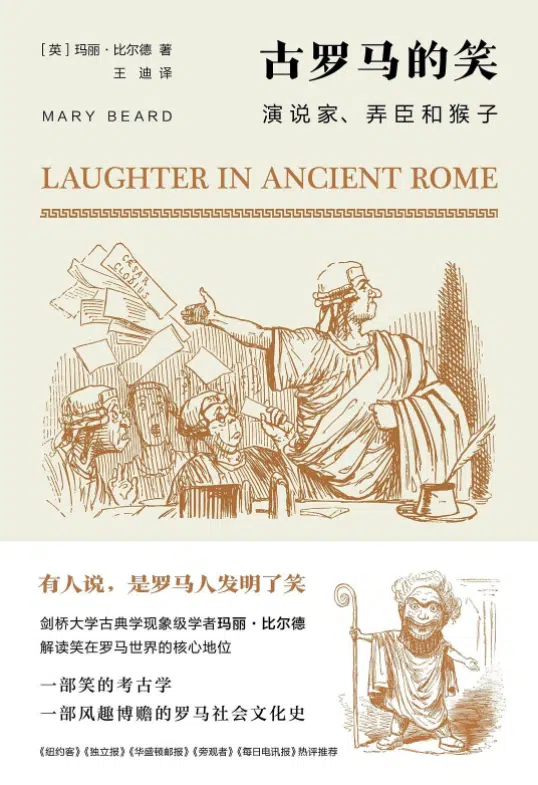 [英]玛丽·比尔德 著
王 迪 译
MARY BEARD
古罗马的笑
演说家、弄臣和猴子
LAUGHTER IN ANCIENT ROME
CÆSAR
CLODIUS
有人说，是罗马人发明了笑
剑桥大学古典学现象级学者玛丽·比尔德
解读笑在罗马世界的核心地位
一部笑的考古学
一部风趣博赡的罗马社会文化史
《纽约客》《独立报》《华盛顿邮报》《旁观者》《每日电讯报》热评推荐